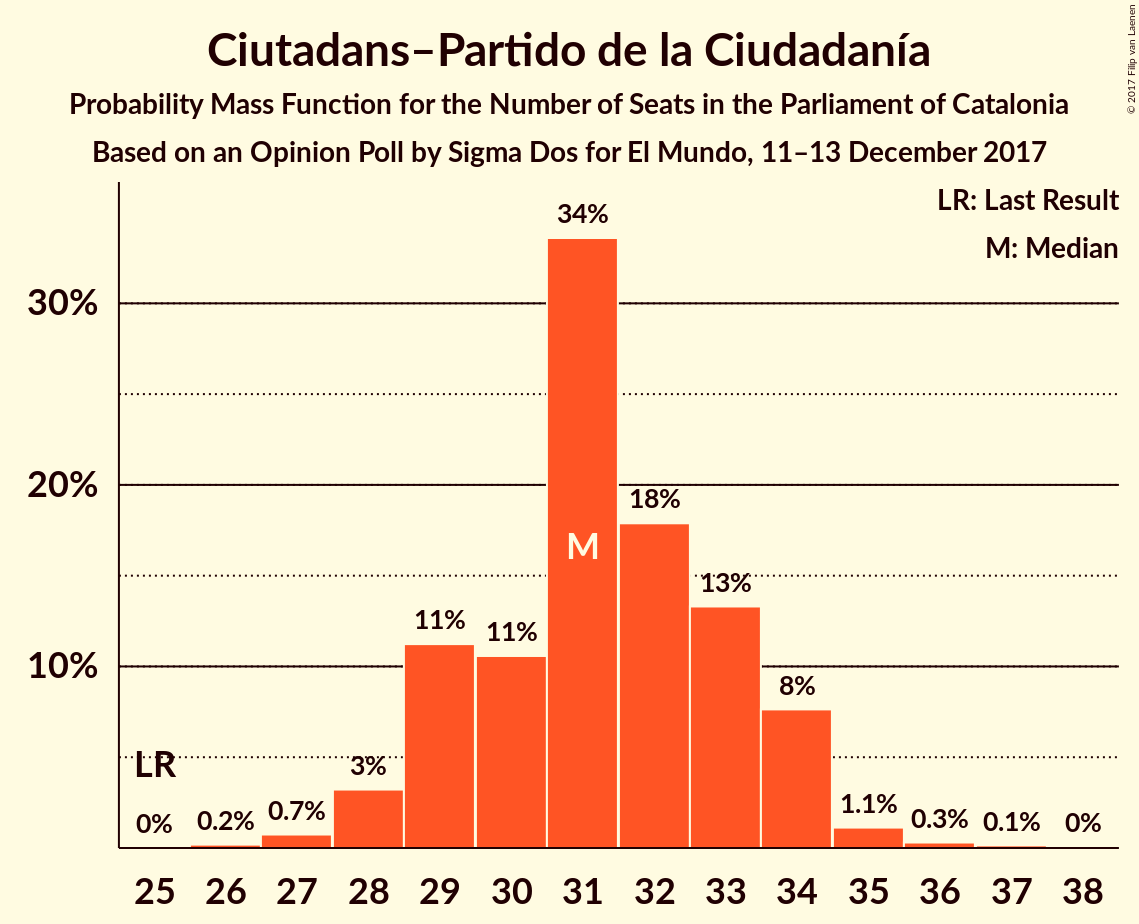 Ciutadans–Partido de la Ciudadanía
Probability Mass Function for the Number of Seats in the Parliament of Catalonia
Based on an Opinion Poll by Sigma Dos for El Mundo, 11–13 December 2017
© 2017 Filip van Laenen
LR: Last Result
M: Median
34%
30%
20%
18%
M
13%
11%
11%
10%
8%
LR
3%
0%
0.2%
0.7%
1.1%
0.3%
0.1%
0%
25 26 27 28 29 30 31 32 33 34 35 36 37 38